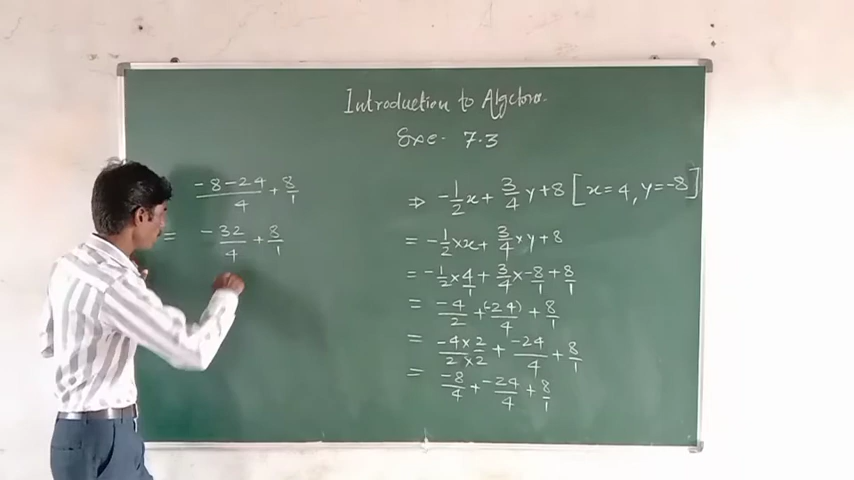 Introduction to Algebra.
Exe. 7.3
⇒ -1/2 x + 3/4 y + 8 [x = 4, y = -8]
= -1/2 × x + 3/4 × y + 8
= -1/2 × 4/1 + 3/4 × -8/1 + 8/1
= -4/2 + (-24)/4 + 8/1
= -4/2 × 2/× 2 + -24/4 + 8/1
= -8/4 + -24/4 + 8/1
-8-24/4 + 8/1
= -32/4 + 8/1